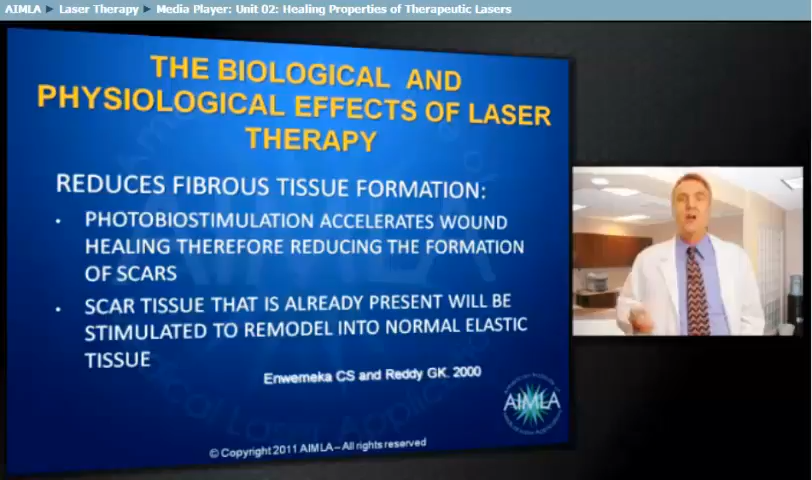 AIMLA ► Laser Therapy ► Media Player: Unit 02: Healing Properties of Therapeutic Lasers
THE BIOLOGICAL AND
PHYSIOLOGICAL EFFECTS OF LASER
THERAPY
REDUCES FIBROUS TISSUE FORMATION:
• PHOTOBIOSTIMULATION ACCELERATES WOUND
HEALING THEREFORE REDUCING THE FORMATION
OF SCARS
• SCAR TISSUE THAT IS ALREADY PRESENT WILL BE
STIMULATED TO REMODEL INTO NORMAL ELASTIC
TISSUE
Enwemeka CS and Reddy GK. 2000
AIMLA
© Copyright 2011 AIMLA – All rights reserved